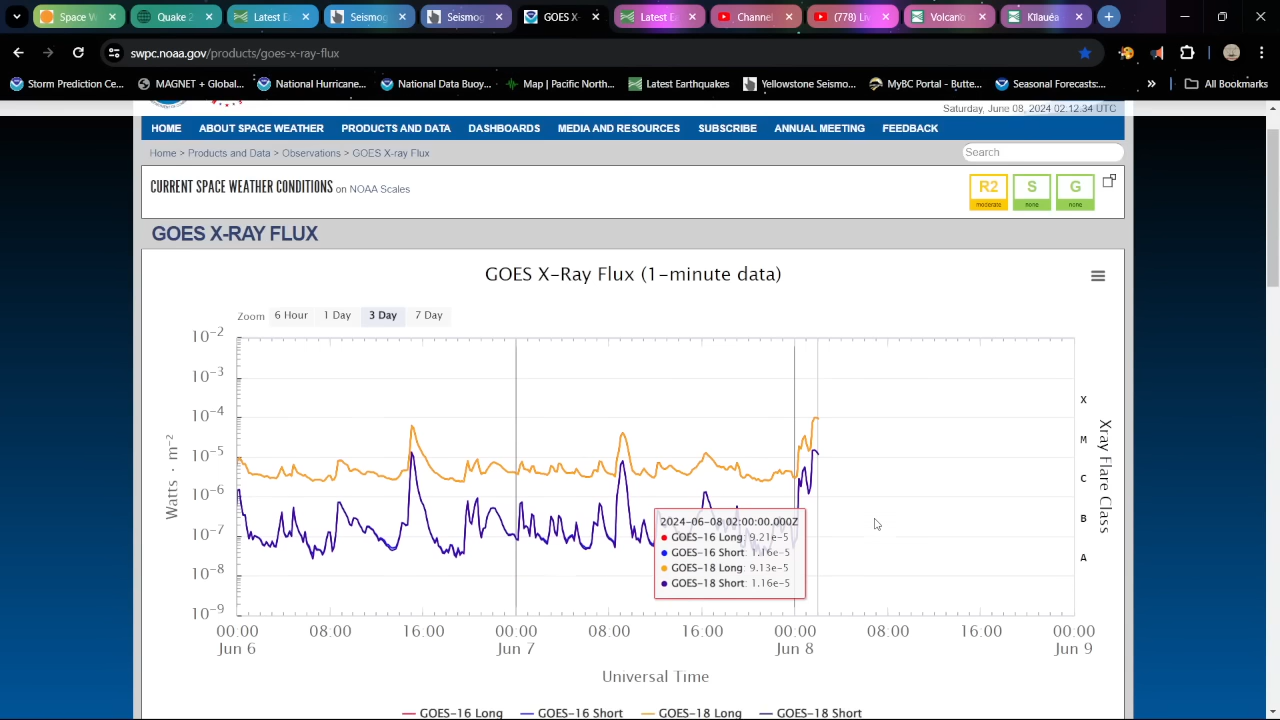 Space W
Quake 2
Latest E
Seismog
Seismog
GOES X-
Latest Ea
Channel
(778) Liv
Volcano
Kīlauéa
swpc.noaa.gov/products/goes-x-ray-flux
Storm Prediction Ce...
MAGNET + Global...
National Hurricane...
National Data Buoy...
Map | Pacific North...
Latest Earthquakes
Yellowstone Seismo...
MyBC Portal - Butte...
Seasonal Forecasts:...
»
All Bookmarks
Saturday, June 08, 2024 02:12:34 UTC
HOME ABOUT SPACE WEATHER PRODUCTS AND DATA DASHBOARDS MEDIA AND RESOURCES SUBSCRIBE ANNUAL MEETING FEEDBACK
Home > Products and Data > Observations > GOES X-ray Flux
Search
CURRENT SPACE WEATHER CONDITIONS on NOAA Scales
R2
moderate
S
none
G
none
GOES X-RAY FLUX
GOES X-Ray Flux (1-minute data)
Zoom 6 Hour 1 Day 3 Day 7 Day
10⁻²
10⁻³
10⁻⁴
10⁻⁵
10⁻⁶
10⁻⁷
10⁻⁸
10⁻⁹
Watts · m⁻²
X
M
C
B
A
Xray Flare Class
2024-06-08 02:00:00.000Z
GOES-16 Long: 9.21e-5
GOES-16 Short: 1.16e-5
GOES-18 Long: 9.13e-5
GOES-18 Short: 1.16e-5
00:00 08:00 16:00 00:00 08:00 16:00 00:00 08:00 16:00 00:00
Jun 6 Jun 7 Jun 8 Jun 9
Universal Time
GOES-16 Long GOES-16 Short GOES-18 Long GOES-18 Short